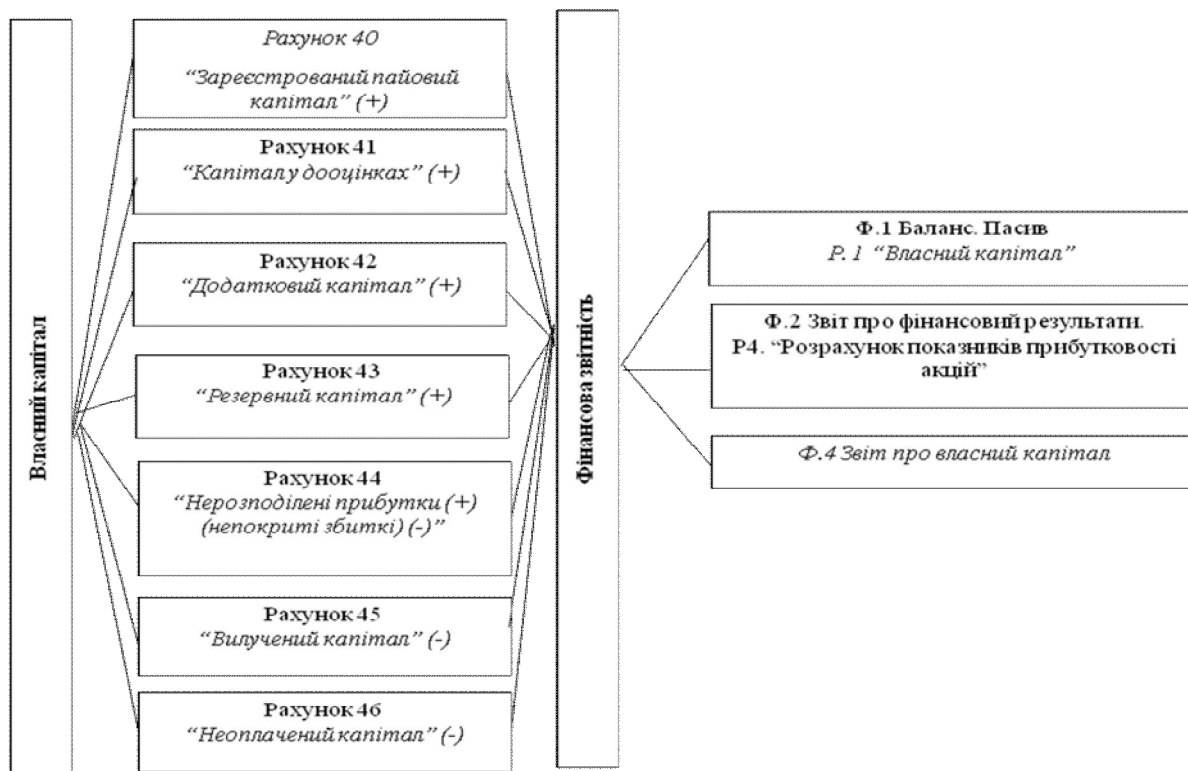 Власний капітал
Рахунок 40
“Зареєстрований пайовий
капітал” (+)
Рахунок 41
“Капітал у дооцінках” (+)
Рахунок 42
“Додатковий капітал” (+)
Рахунок 43
“Резервний капітал” (+)
Рахунок 44
“Нерозподілені прибутки (+)
(непокриті збиткі) (-)”
Рахунок 45
“Вилучений капітал” (-)
Рахунок 46
“Неоплачений капітал” (-)
Фінансова звітність
Ф.1 Баланс. Пасив
Р. 1 “Власний капітал”
Ф.2 Звіт про фінансовий результати.
Р4. “Розрахунок показників прибутковості
акцій”
Ф.4 Звіт про власний капітал